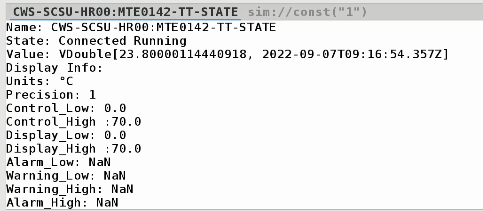 CWS-SCSU-HR00:MTE0142-TT-STATE sim://const("1")
Name: CWS-SCSU-HR00:MTE0142-TT-STATE
State: Connected Running
Value: VDouble[23.80000114440918, 2022-09-07T09:16:54.357Z]
Display Info:
Units: °C
Precision: 1
Control_Low: 0.0
Control_High :70.0
Display_Low: 0.0
Display_High :70.0
Alarm_Low: NaN
Warning_Low: NaN
Warning_High: NaN
Alarm_High: NaN